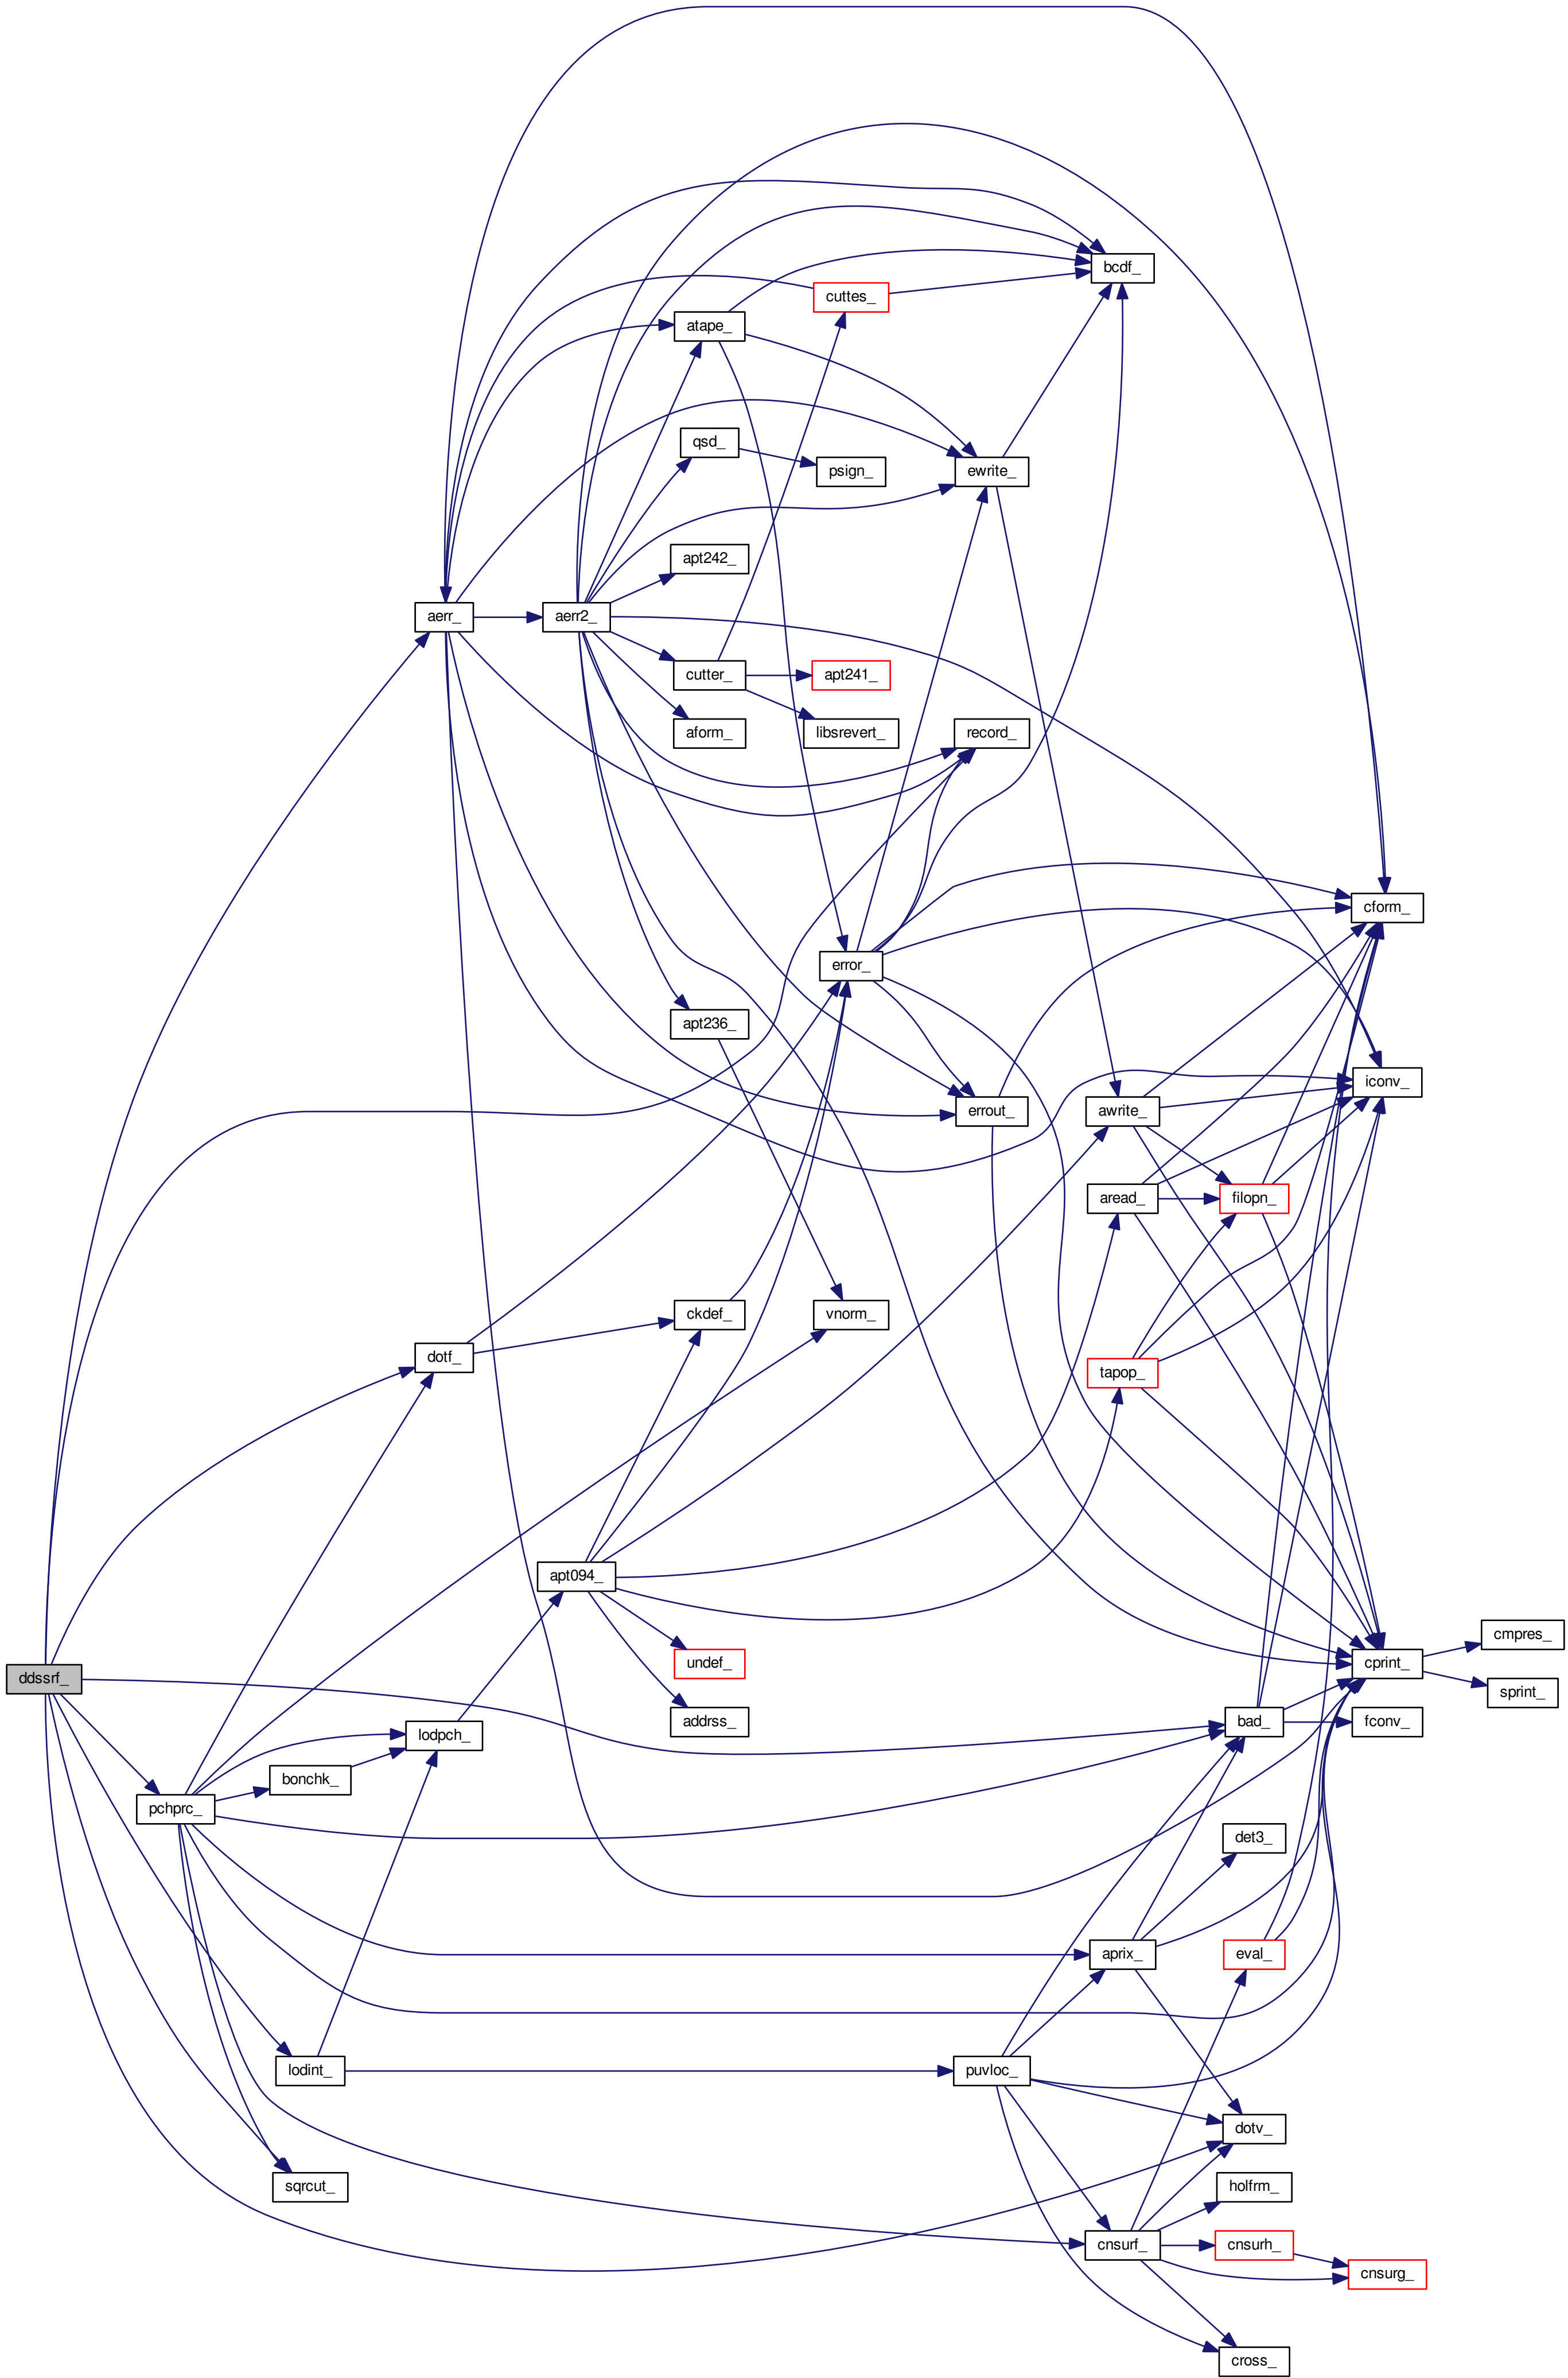 bcdf_
cuttes_
atape_
qsd_
psign_
ewrite_
apt242_
aerr_
aerr2_
cutter_
apt241_
aform_
libsrevert_
record_
cform_
error_
apt236_
iconv_
errout_
awrite_
aread_
filopn_
ckdef_
vnorm_
dotf_
tapop_
apt094_
cmpres_
undef_
cprint_
ddssrf_
sprint_
addrss_
bad_
fconv_
lodpch_
bonchk_
pchprc_
det3_
aprix_
eval_
lodint_
puvloc_
dotv_
sqrcut_
holfrm_
cnsurf_
cnsurh_
cnsurg_
cross_